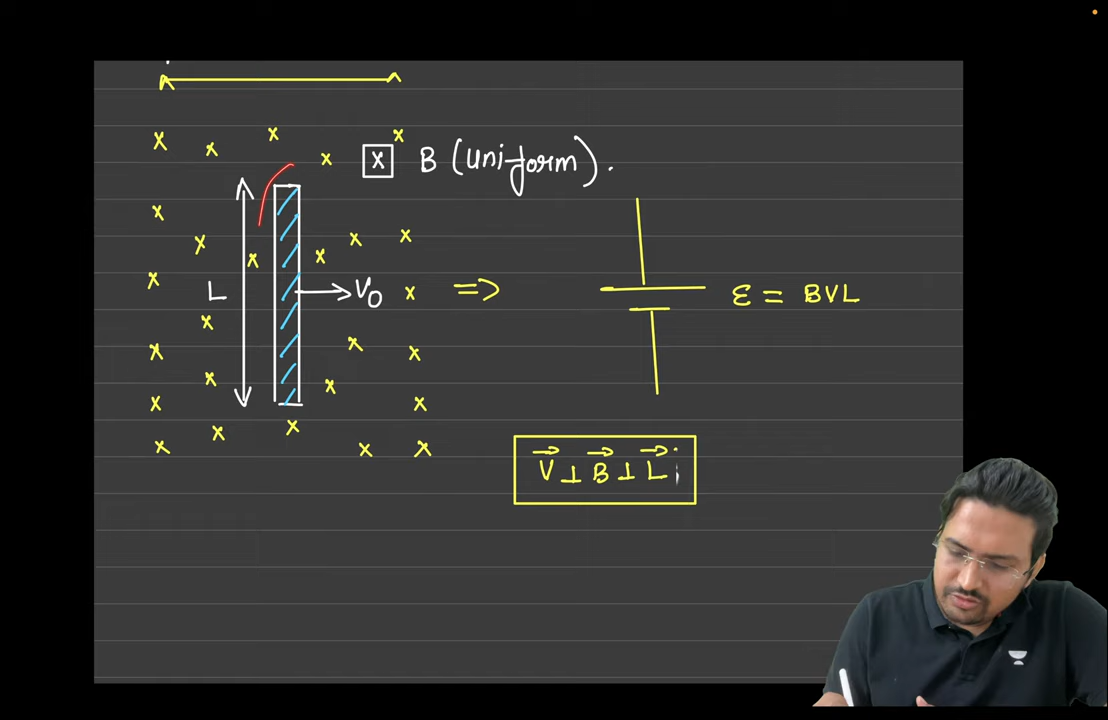 x B (uniform).
L
V0
=>
ε = BVL
V ⊥ B ⊥ L